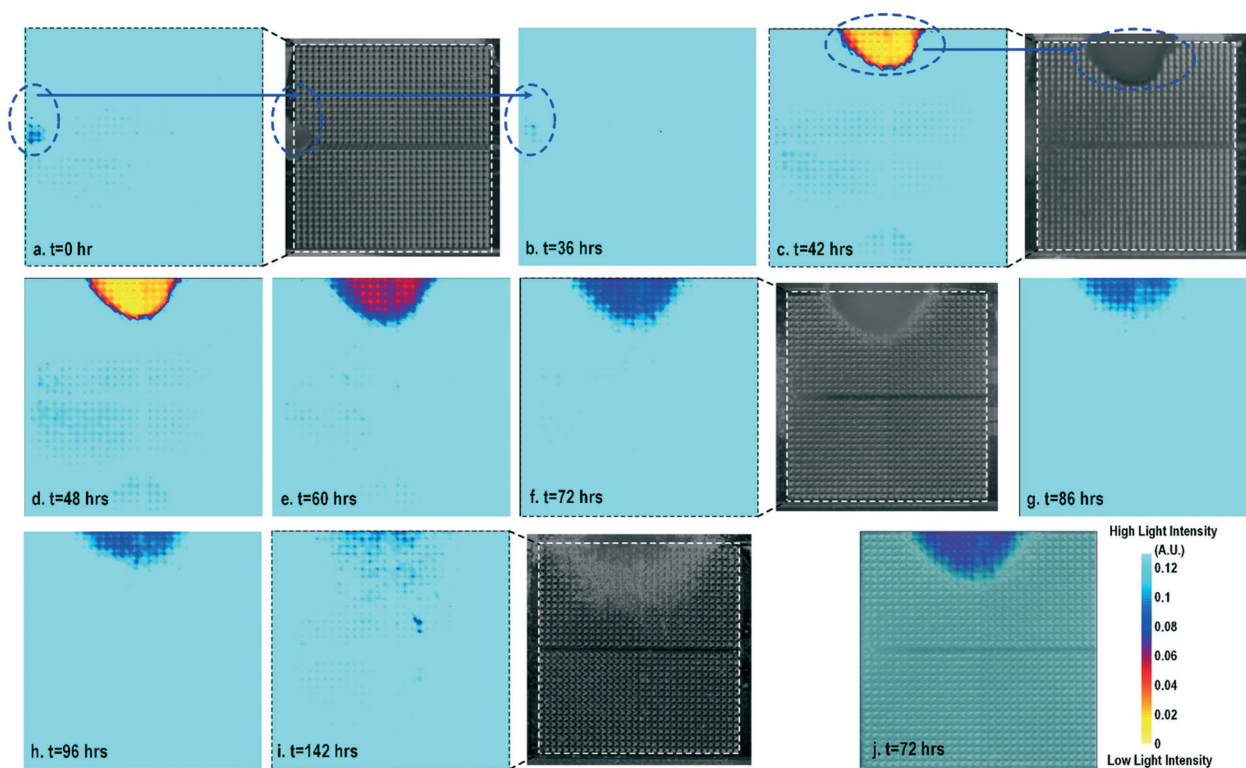 a. t=0 hr
b. t=36 hrs
c. t=42 hrs
d. t=48 hrs
e. t=60 hrs
f. t=72 hrs
g. t=86 hrs
h. t=96 hrs
i. t=142 hrs
j. t=72 hrs
High Light Intensity
(A.U.)
0.12
0.1
0.08
0.06
0.04
0.02
0
Low Light Intensity